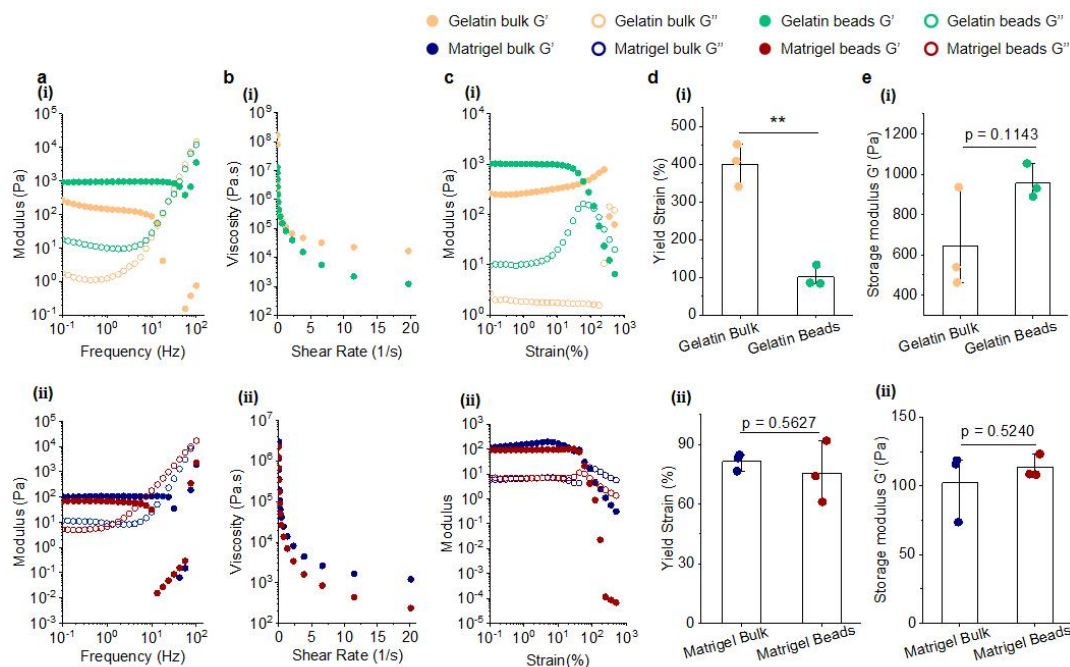 Gelatin bulk G' Gelatin bulk G'' Gelatin beads G' Gelatin beads G''
Matrigel bulk G' Matrigel bulk G'' Matrigel beads G' Matrigel beads G''
a b c d e
(i) (i) (i) (i) (i)
10^5
10^4
10^3
10^2
10^1
10^0
10^-1
Modulus (Pa)
10^-1 10^0 10^1 10^2
Frequency (Hz)
10^9
10^8
10^7
10^6
10^5
10^4
10^3
Viscosity (Pa.s)
0 5 10 15 20
Shear Rate (1/s)
10^4
10^3
10^2
10^1
10^0
Modulus (Pa)
10^-1 10^0 10^1 10^2 10^3
Strain(%)
500
400
300
200
100
0
Yield Strain (%)
**
Gelatin Bulk
Gelatin Beads
1000
800
600
400
Storage modulus G' (Pa)
p = 0.1143
Gelatin Bulk
Gelatin Beads
(ii) (ii) (ii) (ii) (ii)
10^5
10^4
10^3
10^2
10^1
10^0
10^-1
10^-2
10^-3
Modulus (Pa)
10^-1 10^0 10^1 10^2
Frequency (Hz)
10^7
10^6
10^5
10^4
10^3
10^2
Viscosity (Pa.s)
0 5 10 15 20
Shear Rate (1/s)
10^3
10^2
10^1
10^0
10^-1
10^-2
10^-3
10^-4
10^-5
Modulus
10^-1 10^0 10^1 10^2 10^3
Strain(%)
90
60
30
0
Yield Strain (%)
p = 0.5627
Matrigel Bulk
Matrigel Beads
150
125
100
75
50
25
0
Storage modulus G' (Pa)
p = 0.5240
Matrigel Bulk
Matrigel Beads